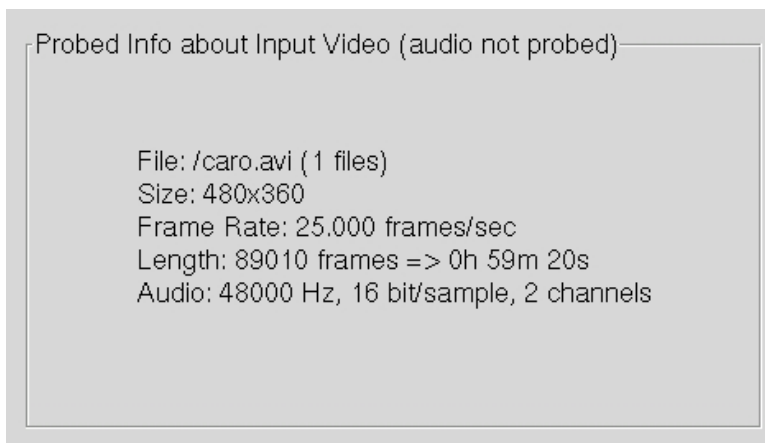 Probed Info about Input Video (audio not probed)
File: /caro.avi (1 files)
Size: 480x360
Frame Rate: 25.000 frames/sec
Length: 89010 frames => 0h 59m 20s
Audio: 48000 Hz, 16 bit/sample, 2 channels